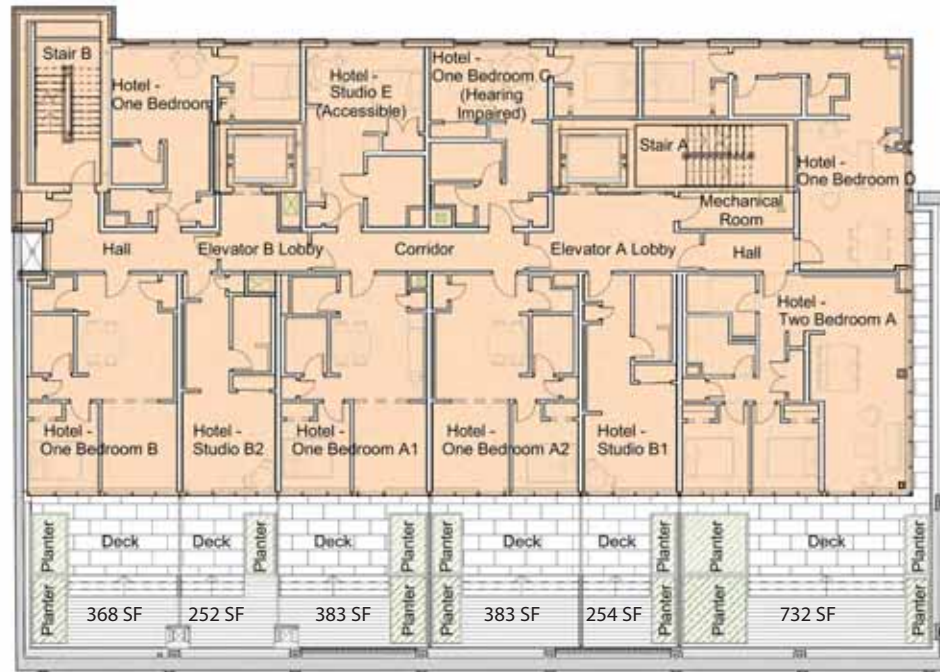 Stair B
Hotel -
One Bedroom F
Hotel -
Studio E
(Accessible)
Hotel -
One Bedroom C
(Hearing
Impaired)
Stair A
Hotel -
One Bedroom D
Mechanical
Room
Hall
Elevator B Lobby
Corridor
Elevator A Lobby
Hall
Hotel -
Two Bedroom A
Hotel -
One Bedroom B
Hotel -
Studio B2
Hotel -
One Bedroom A1
Hotel -
One Bedroom A2
Hotel -
Studio B1
Planter
Deck
Deck
Planter
Deck
Planter
Planter
Deck
Deck
Planter
Planter
Deck
Planter
Planter
368 SF
252 SF
383 SF
Planter
Planter
383 SF
254 SF
Planter
Planter
732 SF
Planter